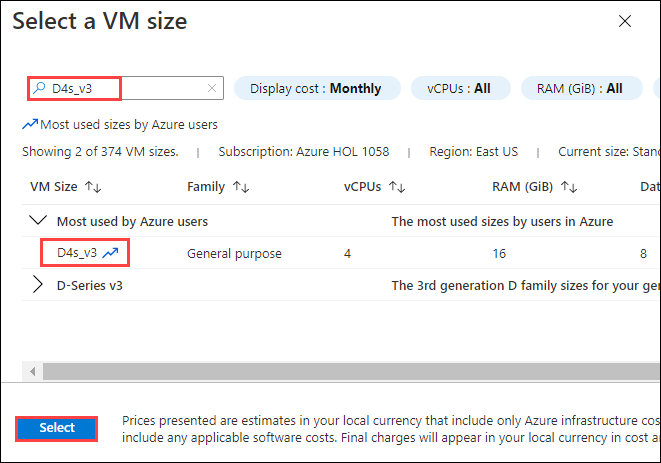 Select a VM size
D4s_v3
Display cost : Monthly
vCPUs : All
RAM (GiB) : All
Most used sizes by Azure users
Showing 2 of 374 VM sizes. | Subscription: Azure HOL 1058 | Region: East US | Current size: Stan
VM Size Family vCPUs RAM (GiB) Dat
Most used by Azure users The most used sizes by users in Azure
D4s_v3 General purpose 4 16 8
D-Series v3 The 3rd generation D family sizes for your gen
Select
Prices presented are estimates in your local currency that include only Azure infrastructure cos
include any applicable software costs. Final charges will appear in your local currency in cost a